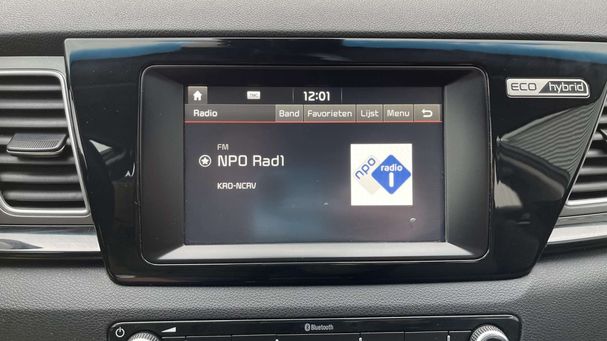 12:01
ECO hybrid
Radio Band Favorieten Lijst Menu
FM
NPO Rad1
KRO-NCRV
npo radio 1
Bluetooth